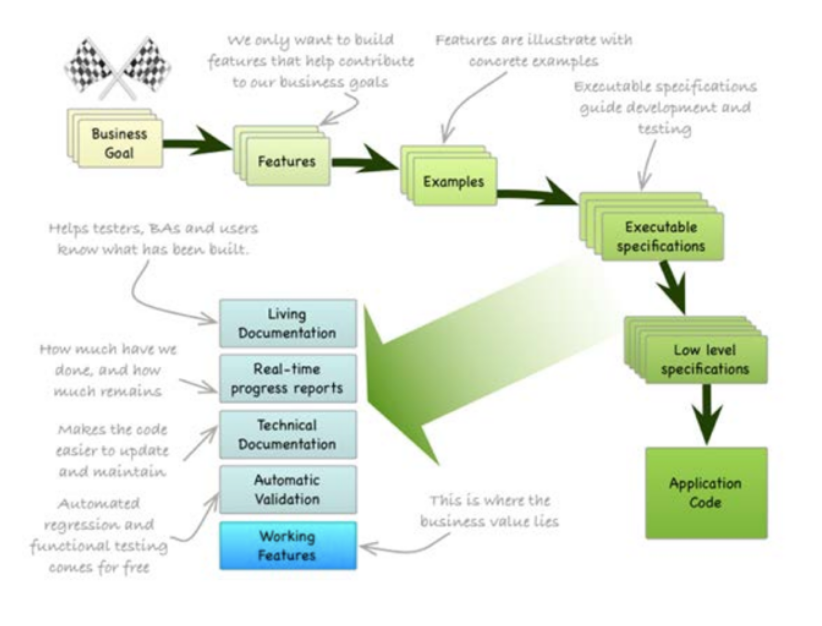 We only want to build
features that help contribute
to our business goals
Features are illustrate with
concrete examples
Executable specifications
guide development and
testing
Business
Goal
Features
Examples
Executable
specifications
Low level
specifications
Application
Code
Helps testers, BAs and users
know what has been built.
Living
Documentation
How much have we
done, and how
much remains
Real-time
progress reports
Makes the code
easier to update
and maintain
Technical
Documentation
Automated
regression and
functional testing
comes for free
Automatic
Validation
This is where the
business value lies
Working
Features